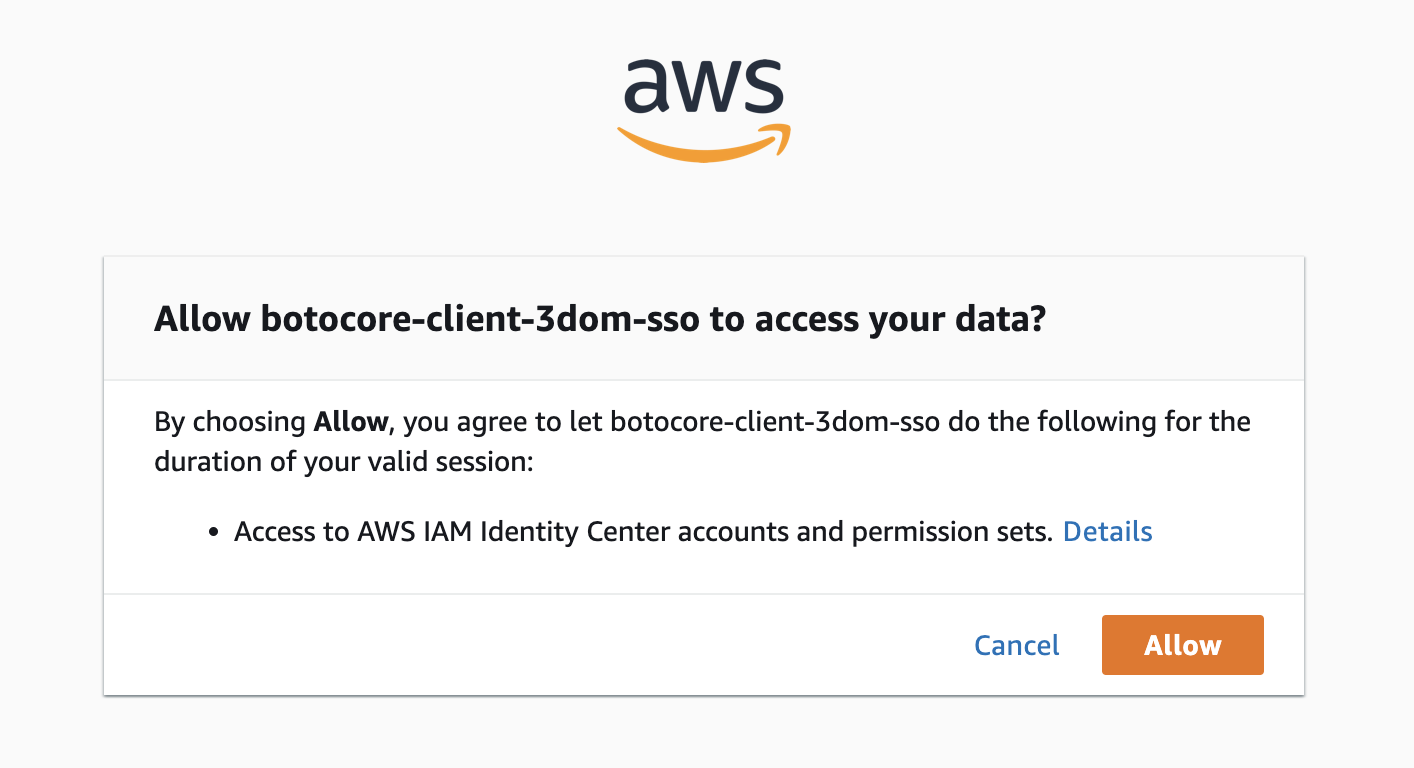 aws
Allow botocore-client-3dom-sso to access your data?
By choosing Allow, you agree to let botocore-client-3dom-sso do the following for the
duration of your valid session:
• Access to AWS IAM Identity Center accounts and permission sets. Details
Cancel Allow